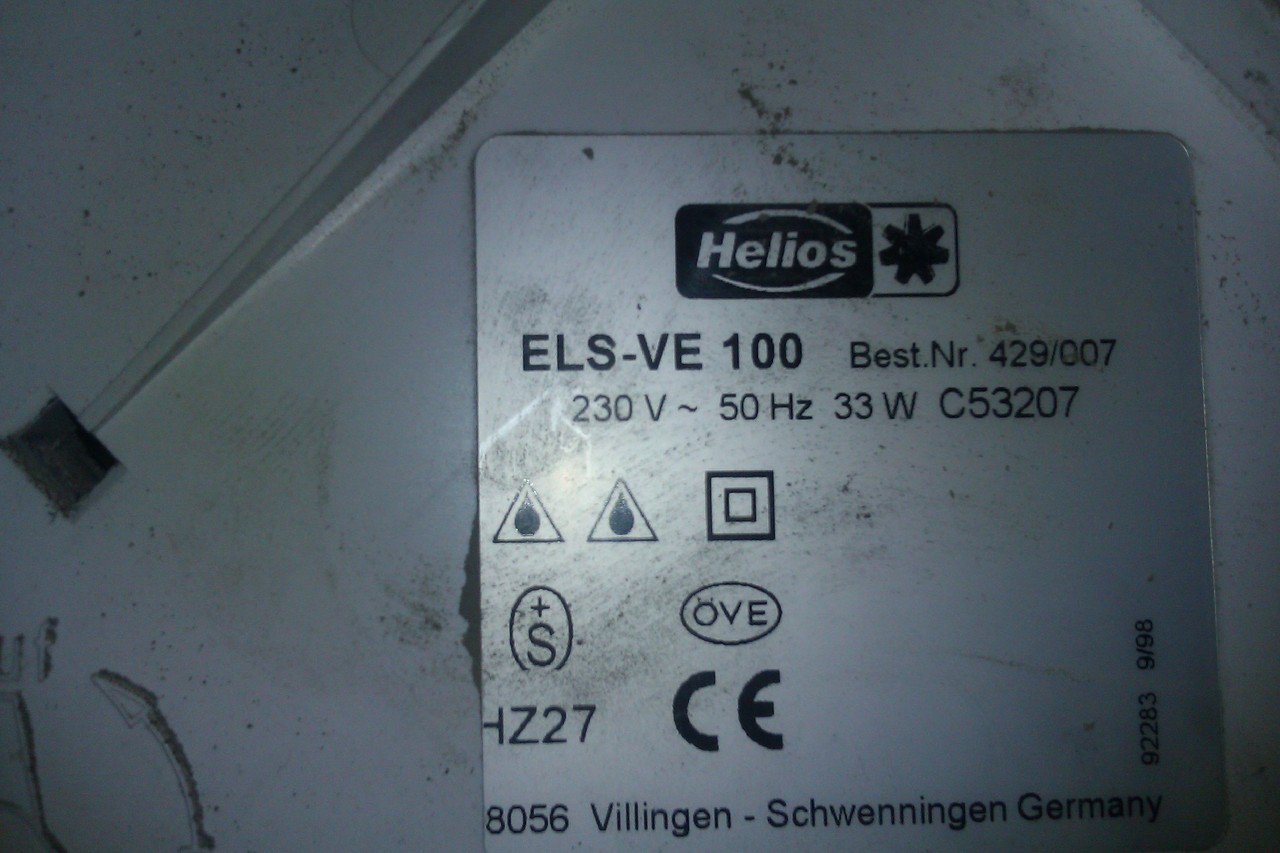 Helios
ELS-VE 100 Best.Nr. 429/007
230 V ~ 50 Hz 33 W C53207
+
S
ÖVE
HZ27
CE
8056 Villingen - Schwenningen Germany
92283 9/98